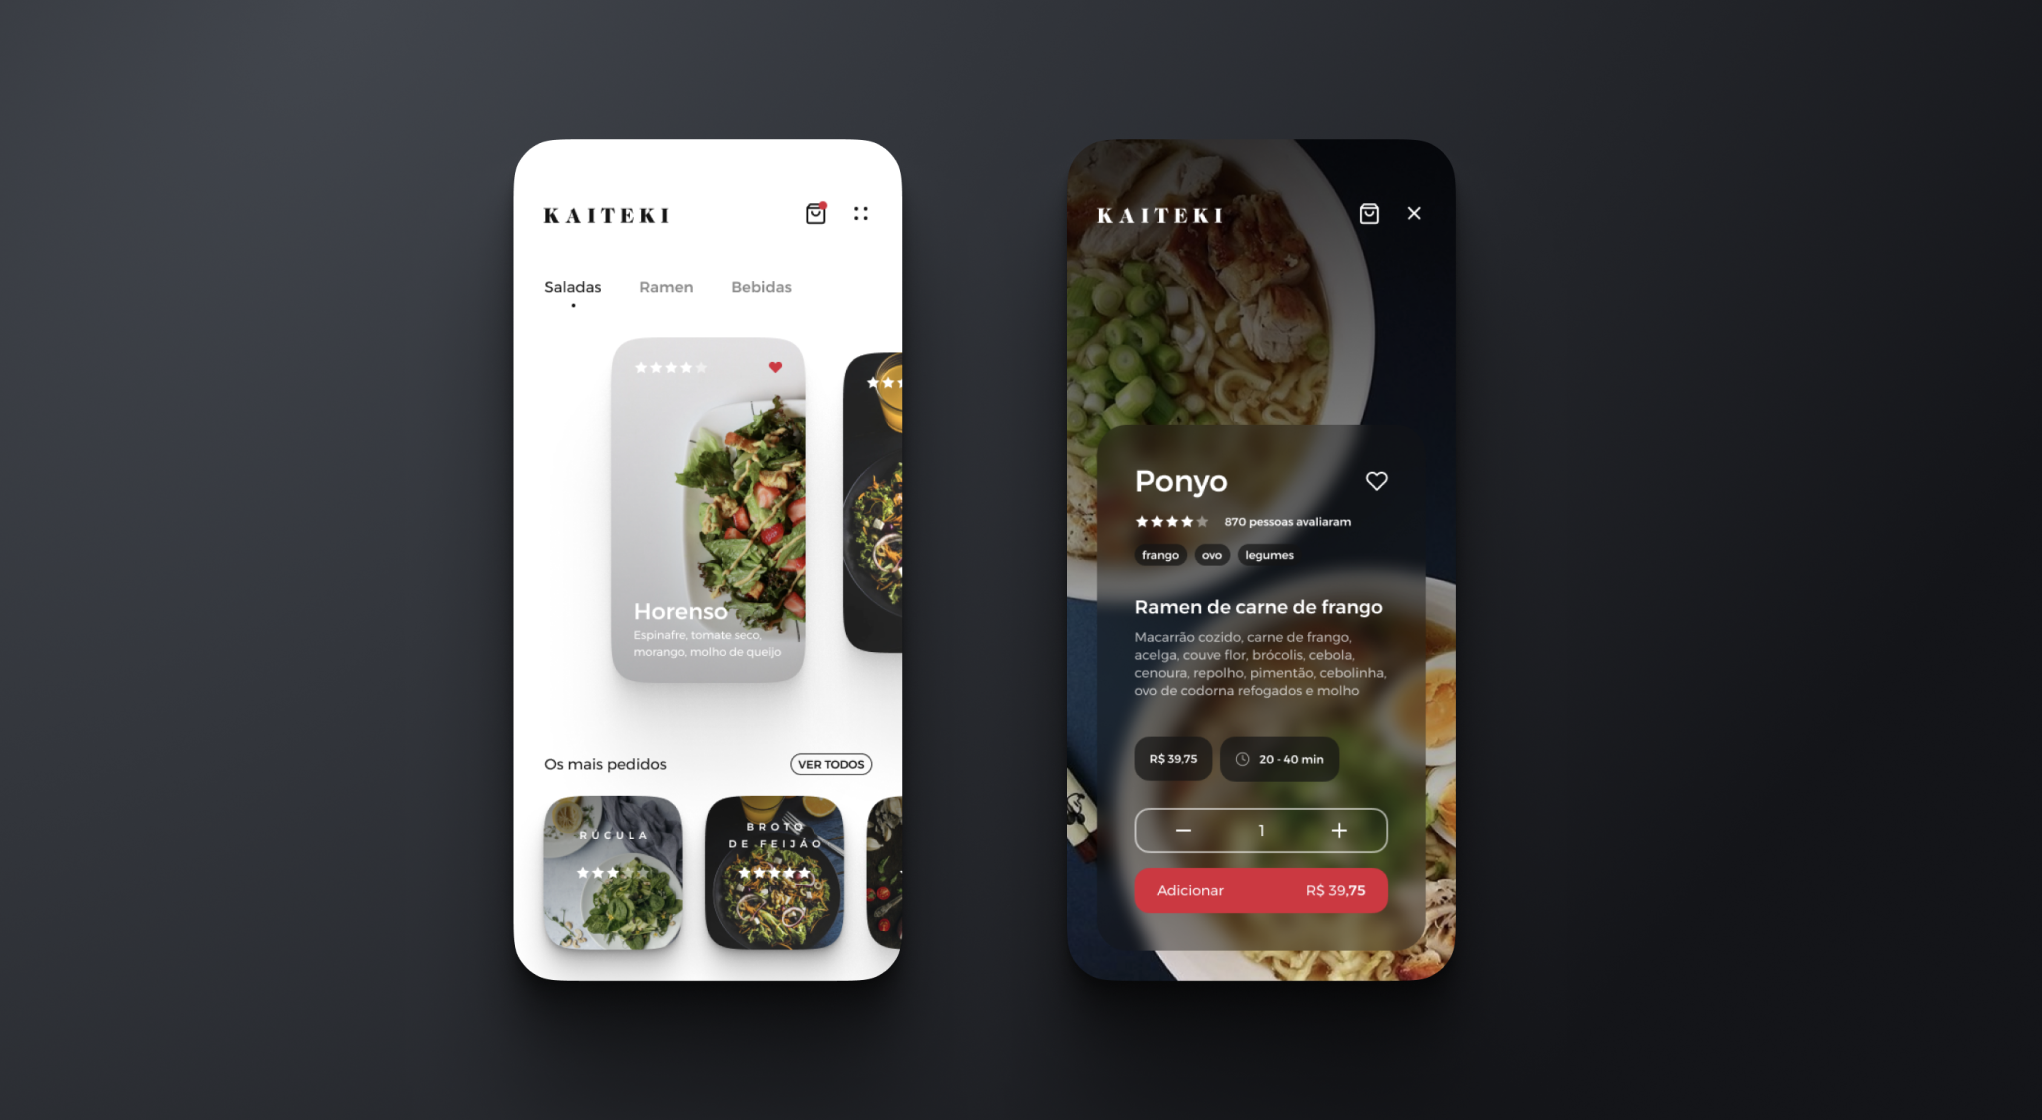 KAITEKI
Saladas
Ramen
Bebidas
Horenso
Espinafre, tomate seco,
morango, molho de queijo
Os mais pedidos
VER TODOS
RÚCULA
BROTO
DE FEIJÁO
KAITEKI
Ponyo
870 pessoas avaliaram
frango
ovo
legumes
Ramen de carne de frango
Macarrão cozido, carne de frango,
acelga, couve flor, brócolis, cebola,
cenoura, repolho, pimentão, cebolinha,
ovo de codorna refogados e molho
R$ 39,75
20 - 40 min
1
Adicionar
R$ 39,75